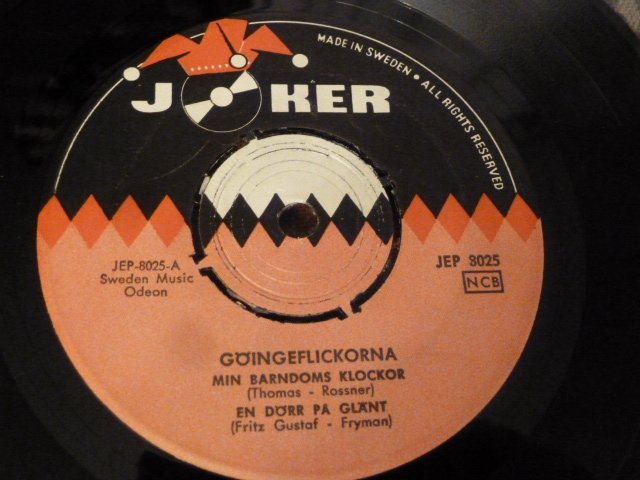 JOKER
MADE IN SWEDEN • ALL RIGHTS RESERVED
JEP-8025-A
Sweden Music
Odeon
JEP 8025
NCB
GÖINGEFLICKORNA
MIN BARNDOMS KLOCKOR
(Thomas - Rossner)
EN DÖRR PÅ GLÄNT
(Fritz Gustaf - Fryman)